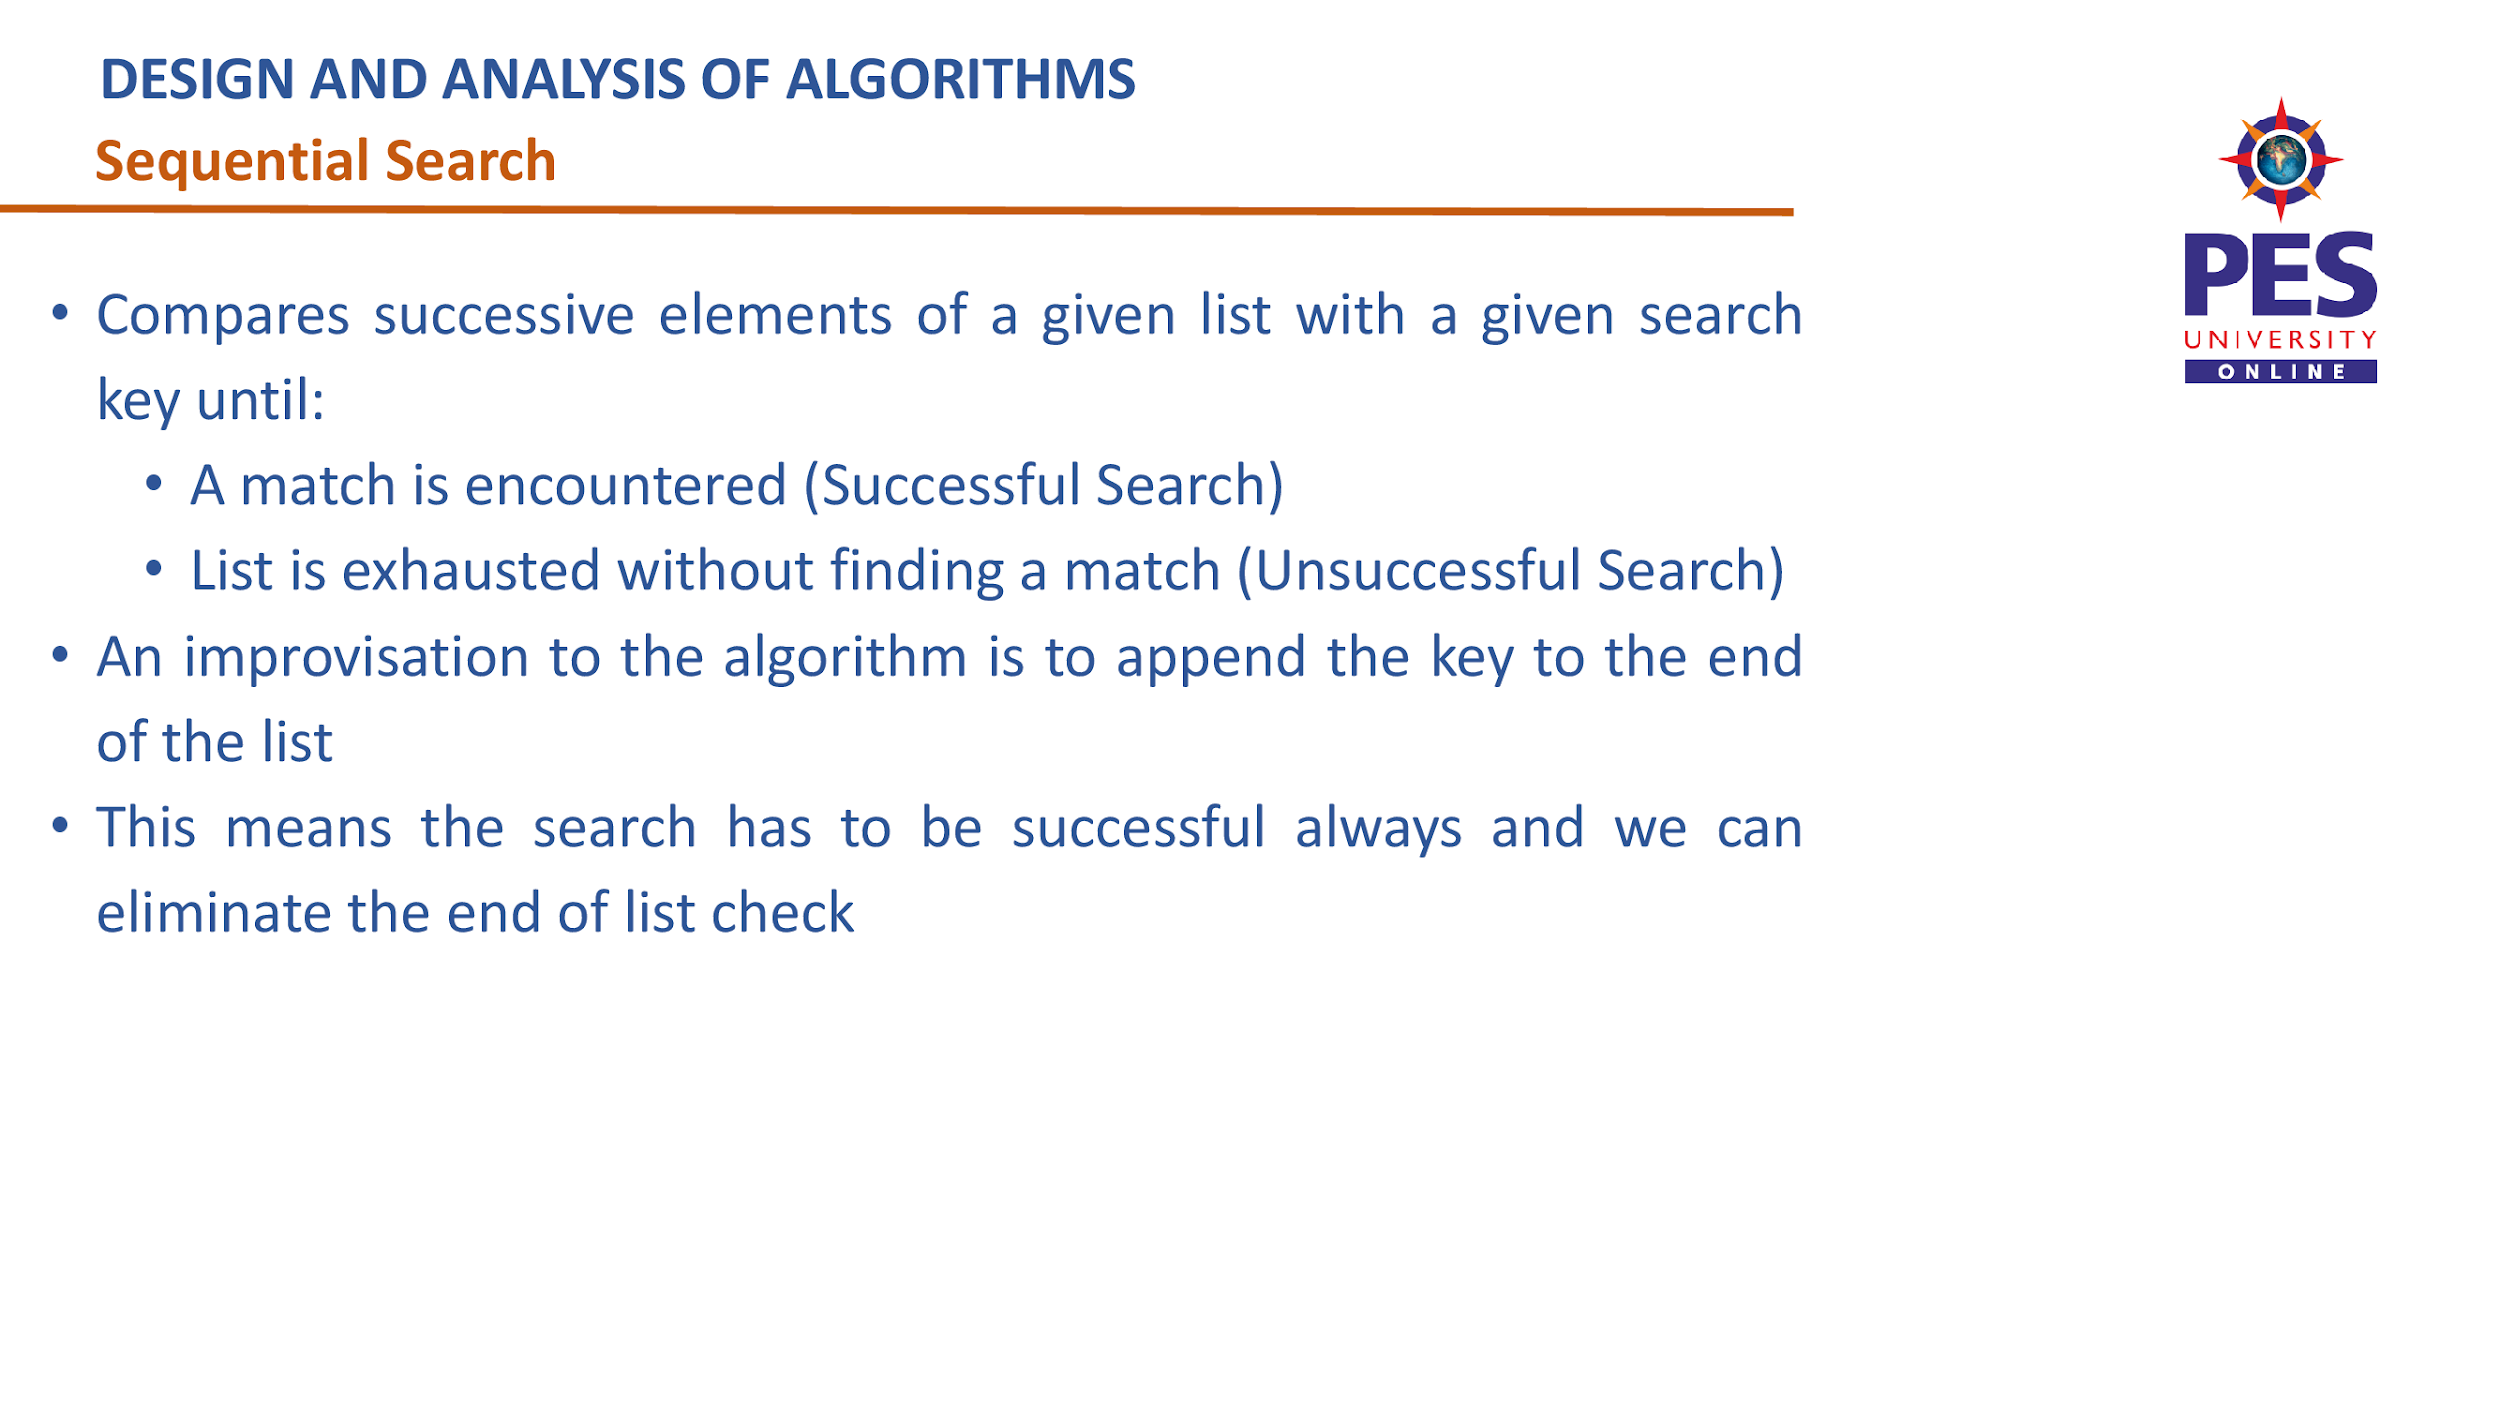 DESIGN AND ANALYSIS OF ALGORITHMS
Sequential Search
PES
UNIVERSITY
ONLINE
• Compares successive elements of a given list with a given search
key until:
• A match is encountered (Successful Search)
• List is exhausted without finding a match (Unsuccessful Search)
• An improvisation to the algorithm is to append the key to the end
of the list
• This means the search has to be successful always and we can
eliminate the end of list check